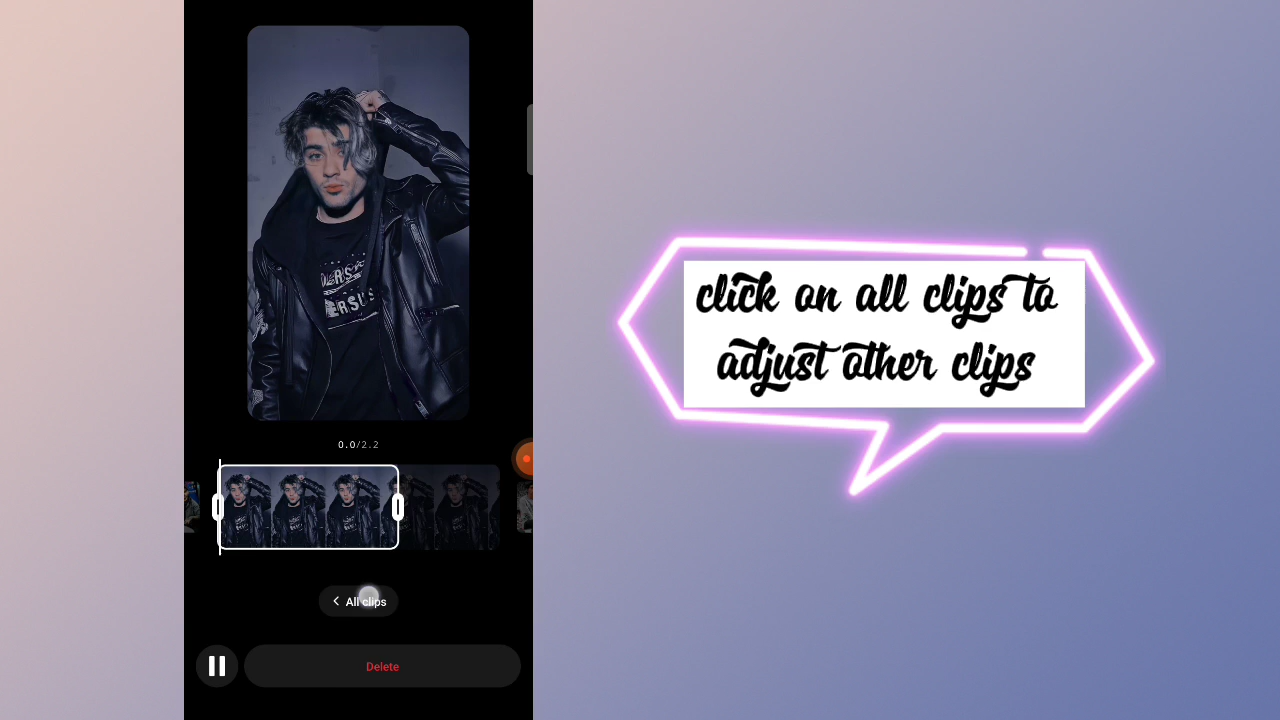 0.0/2.2
All clips
Delete
click on all clips to
adjust other clips